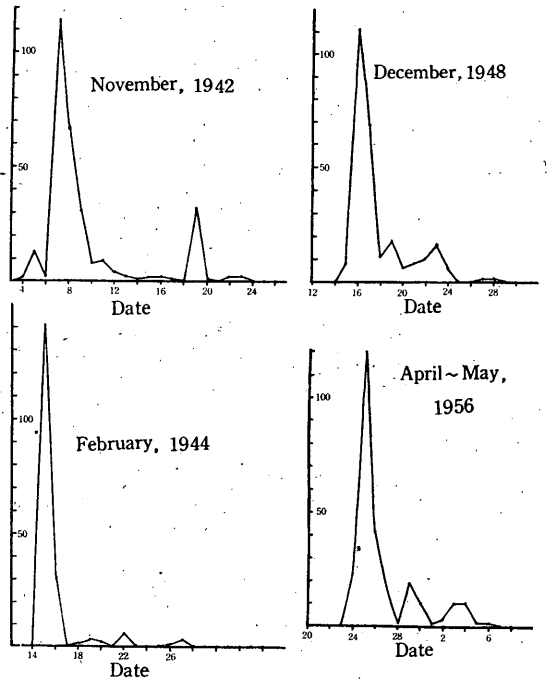 100
50
November, 1942
4 8 12 16 20 24
Date
100
50
December, 1948
12 16 20 24 28
Date
100
50
February, 1944
14 18 22 26
Date
100
50
April~May,
1956
20 24 28 2 6
Date